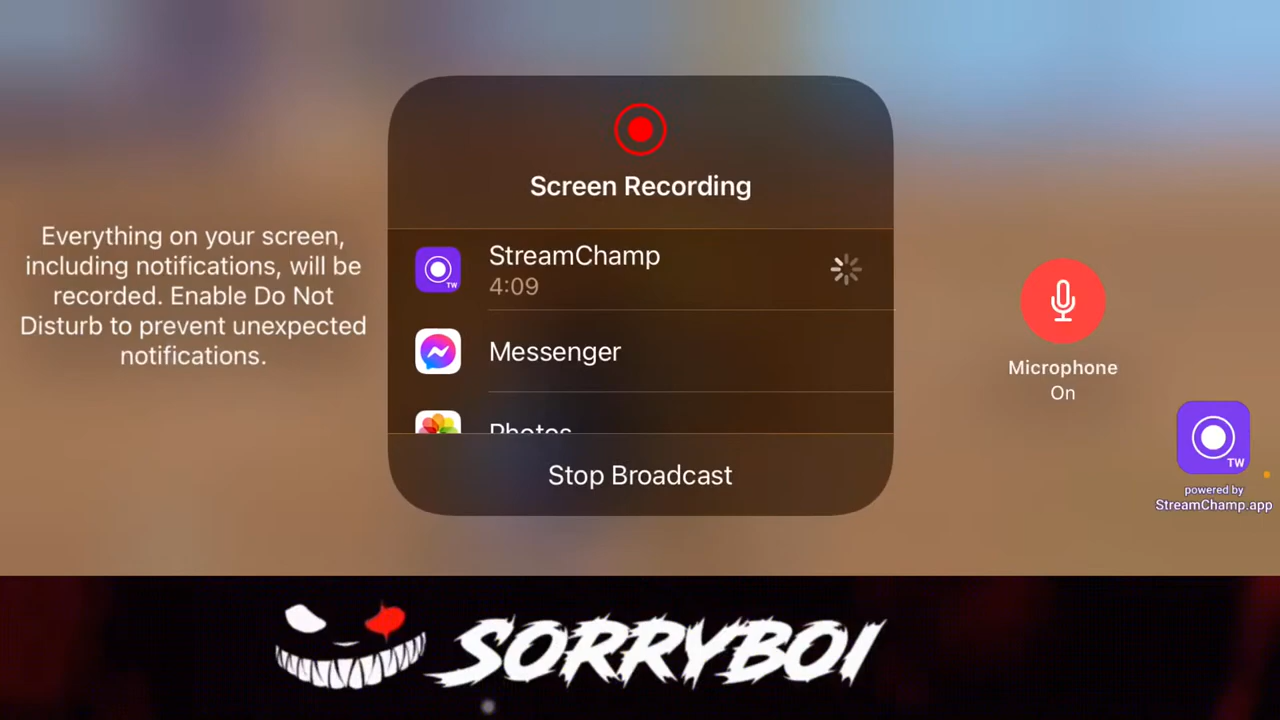 Screen Recording
Everything on your screen,
including notifications, will be
recorded. Enable Do Not
Disturb to prevent unexpected
notifications.
StreamChamp
4:09
TW
Messenger
Photos
Stop Broadcast
Microphone
On
TW
powered by
StreamChamp.app
SORRYBOI